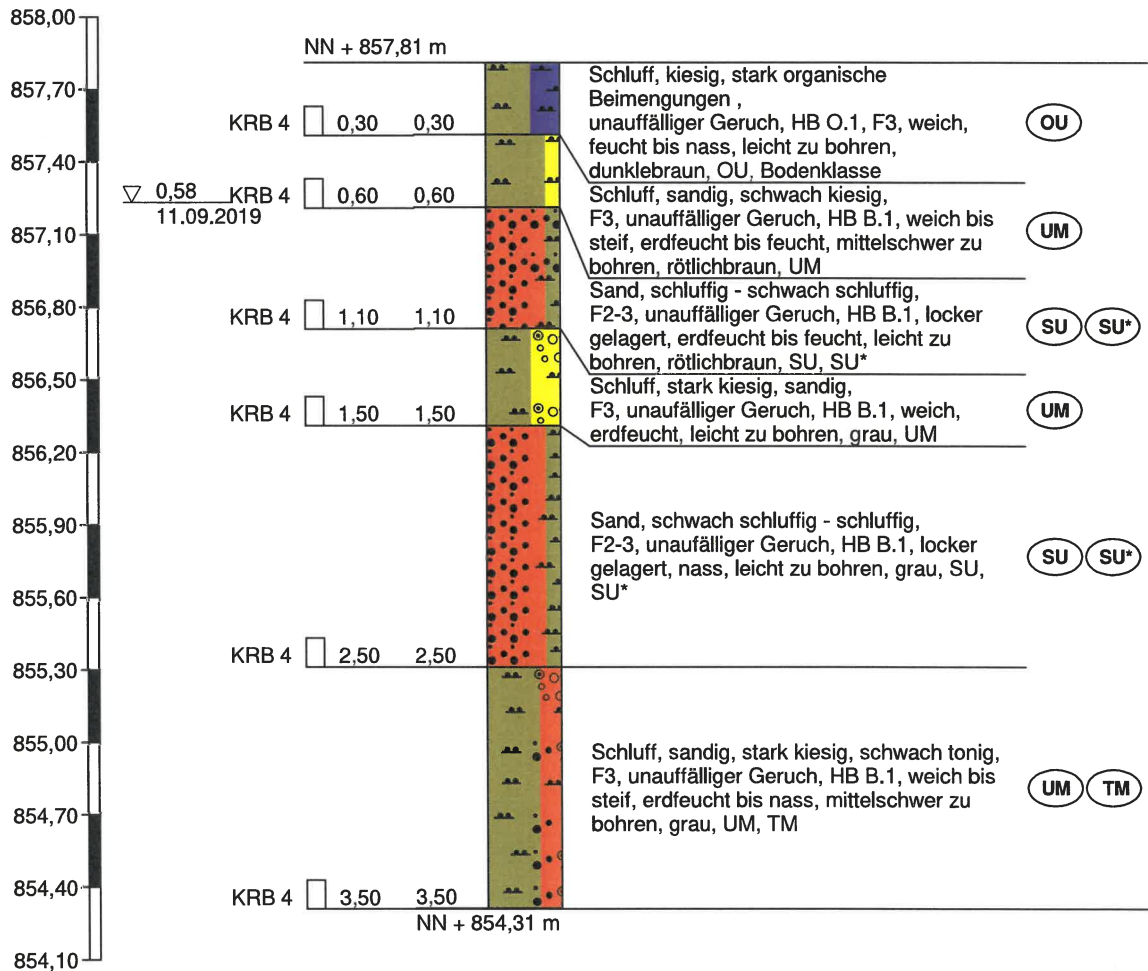 858,00
857,70
857,40
857,10
856,80
856,50
856,20
855,90
855,60
855,30
855,00
854,70
854,40
854,10
NN + 857,81 m
0,58
11.09.2019
KRB 4 0,30 0,30
KRB 4 0,60 0,60
KRB 4 1,10 1,10
KRB 4 1,50 1,50
KRB 4 2,50 2,50
KRB 4 3,50 3,50
NN + 854,31 m
Schluff, kiesig, stark organische
Beimengungen ,
unauffälliger Geruch, HB O.1, F3, weich,
feucht bis nass, leicht zu bohren,
dunklebraun, OU, Bodenklasse
OU
Schluff, sandig, schwach kiesig,
F3, unauffälliger Geruch, HB B.1, weich bis
steif, erdfeucht bis feucht, mittelschwer zu
bohren, rötlichbraun, UM
UM
Sand, schluffig - schwach schluffig,
F2-3, unauffälliger Geruch, HB B.1, locker
gelagert, erdfeucht bis feucht, leicht zu
bohren, rötlichbraun, SU, SU*
SU SU*
Schluff, stark kiesig, sandig,
F3, unaufälliger Geruch, HB B.1, weich,
erdfeucht, leicht zu bohren, grau, UM
UM
Sand, schwach schluffig - schluffig,
F2-3, unaufälliger Geruch, HB B.1, locker
gelagert, nass, leicht zu bohren, grau, SU,
SU*
SU SU*
Schluff, sandig, stark kiesig, schwach tonig,
F3, unauffälliger Geruch, HB B.1, weich bis
steif, erdfeucht bis nass, mittelschwer zu
bohren, grau, UM, TM
UM TM